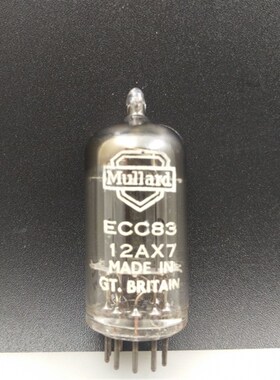 Mullard
ECC83
12AX7
MADE IN
GT. BRITAIN